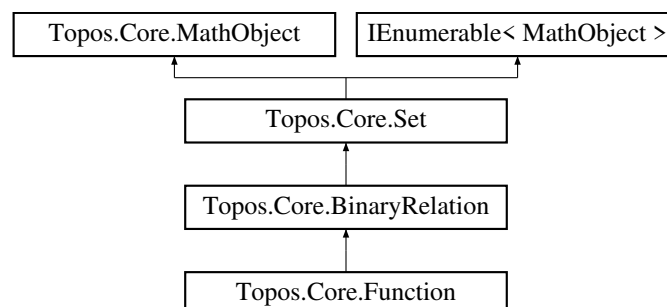 Topos.Core.MathObject
IEnumerable< MathObject >
Topos.Core.Set
Topos.Core.BinaryRelation
Topos.Core.Function